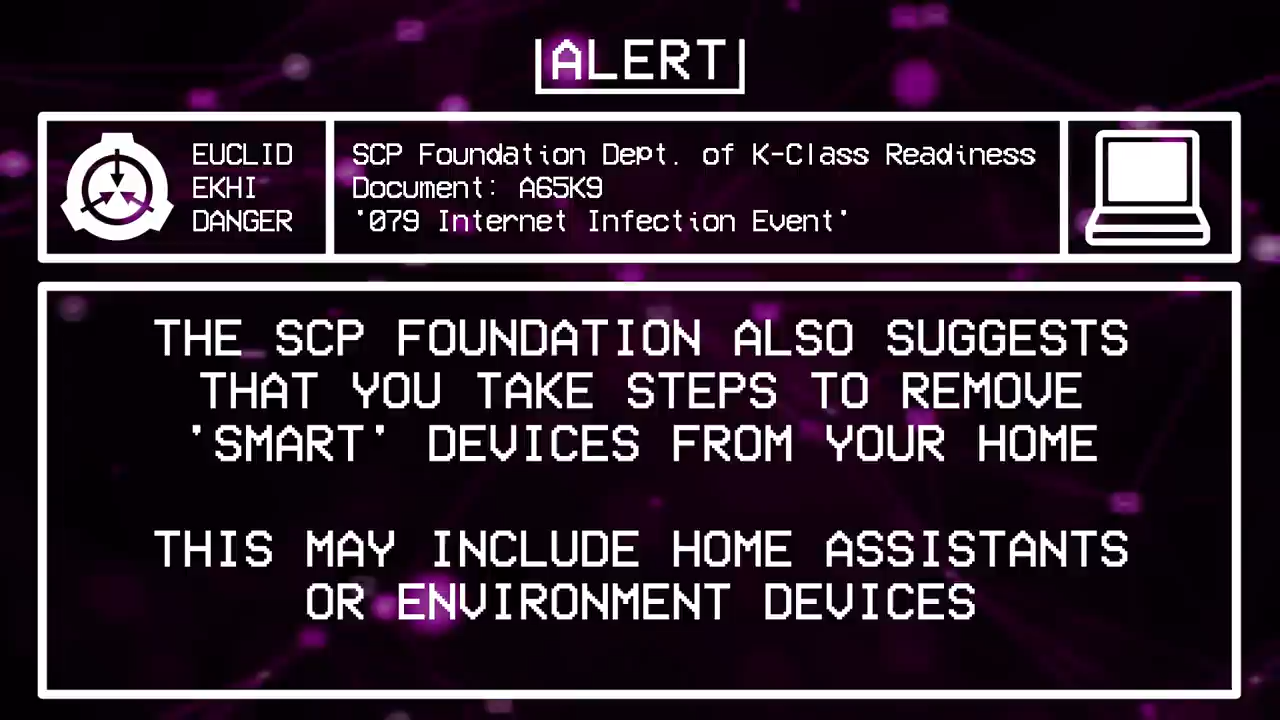 ALERT
EUCLID
EKHI
DANGER
SCP Foundation Dept. of K-Class Readiness
Document: A65K9
'079 Internet Infection Event'
THE SCP FOUNDATION ALSO SUGGESTS
THAT YOU TAKE STEPS TO REMOVE
'SMART' DEVICES FROM YOUR HOME
THIS MAY INCLUDE HOME ASSISTANTS
OR ENVIRONMENT DEVICES